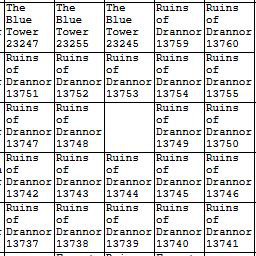 The Blue Tower 23247
The Blue Tower 23255
The Blue Tower 23245
Ruins of Drannor 13759
Ruins of Drannor 13760
Ruins of Drannor 13751
Ruins of Drannor 13752
Ruins of Drannor 13753
Ruins of Drannor 13754
Ruins of Drannor 13755
Ruins of Drannor 13747
Ruins of Drannor 13748
Ruins of Drannor 13749
Ruins of Drannor 13750
Ruins of Drannor 13742
Ruins of Drannor 13743
Ruins of Drannor 13744
Ruins of Drannor 13745
Ruins of Drannor 13746
Ruins of Drannor 13737
Ruins of Drannor 13738
Ruins of Drannor 13739
Ruins of Drannor 13740
Ruins of Drannor 13741